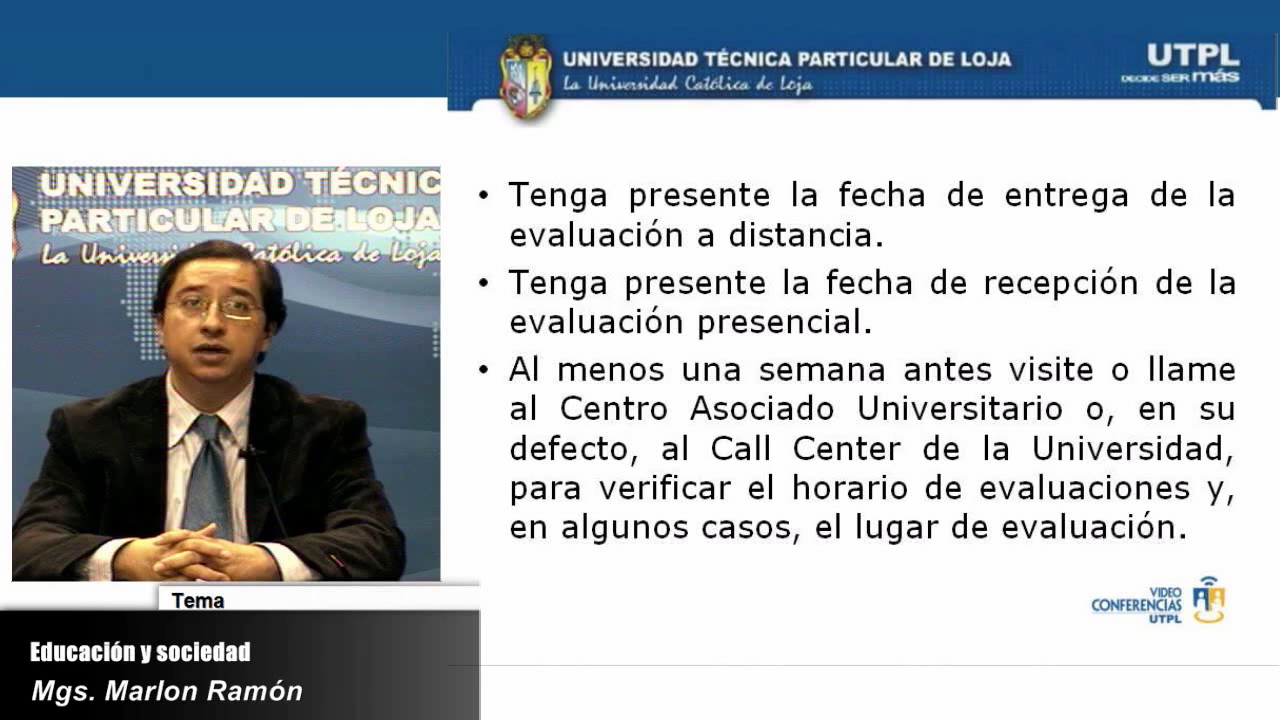 UNIVERSIDAD TÉCNICA PARTICULAR DE LOJA
La Universidad Católica de Loja
UTPL
DECIDE SER más
UNIVERSIDAD TÉCNIC
PARTICULAR DE LOJA
La Univers Católica de Loja
• Tenga presente la fecha de entrega de la
evaluación a distancia.
• Tenga presente la fecha de recepción de la
evaluación presencial.
• Al menos una semana antes visite o llame
al Centro Asociado Universitario o, en su
defecto, al Call Center de la Universidad,
para verificar el horario de evaluaciones y,
en algunos casos, el lugar de evaluación.
VIDEO
CONFERENCIAS
UTPL
Tema
Educación y sociedad
Mgs. Marlon Ramón